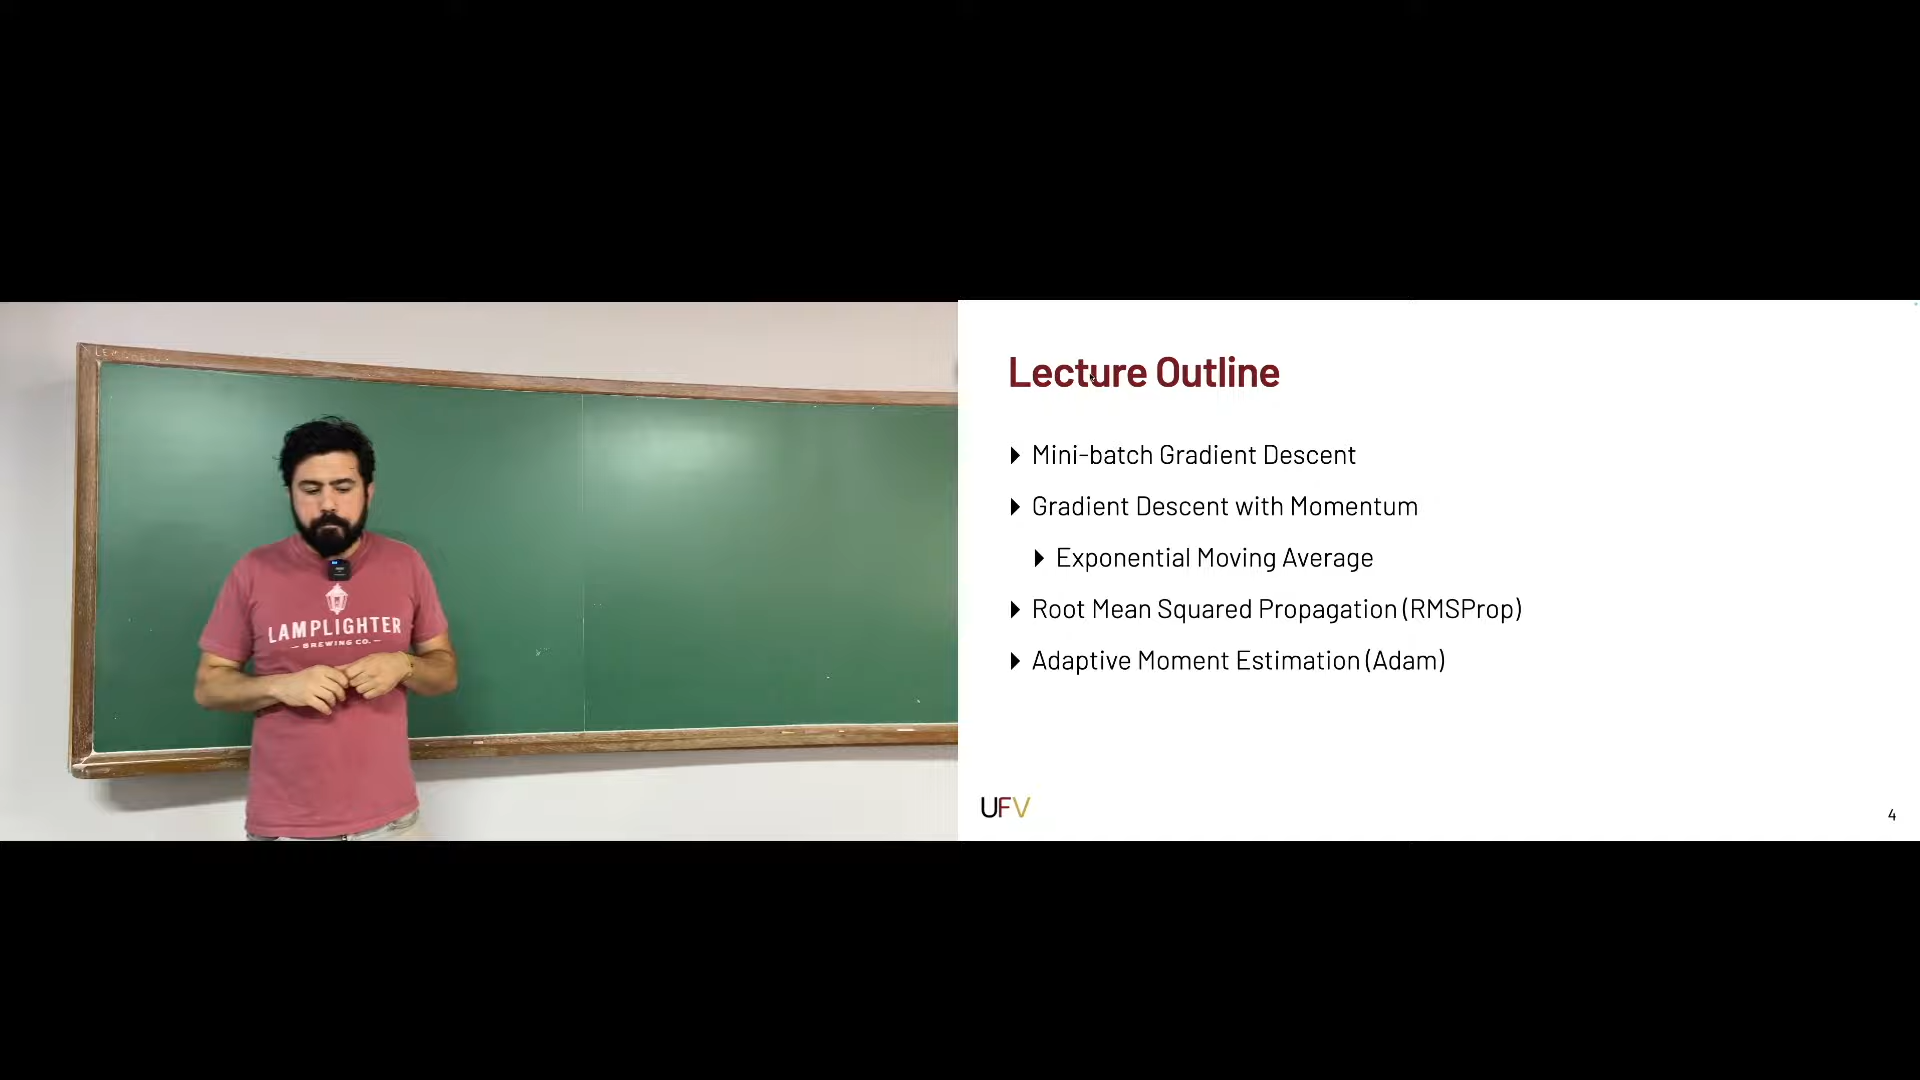 LAMPLIGHTER
BREWING CO.
Lecture Outline
Mini-batch Gradient Descent
Gradient Descent with Momentum
Exponential Moving Average
Root Mean Squared Propagation (RMSProp)
Adaptive Moment Estimation (Adam)
UFV
4